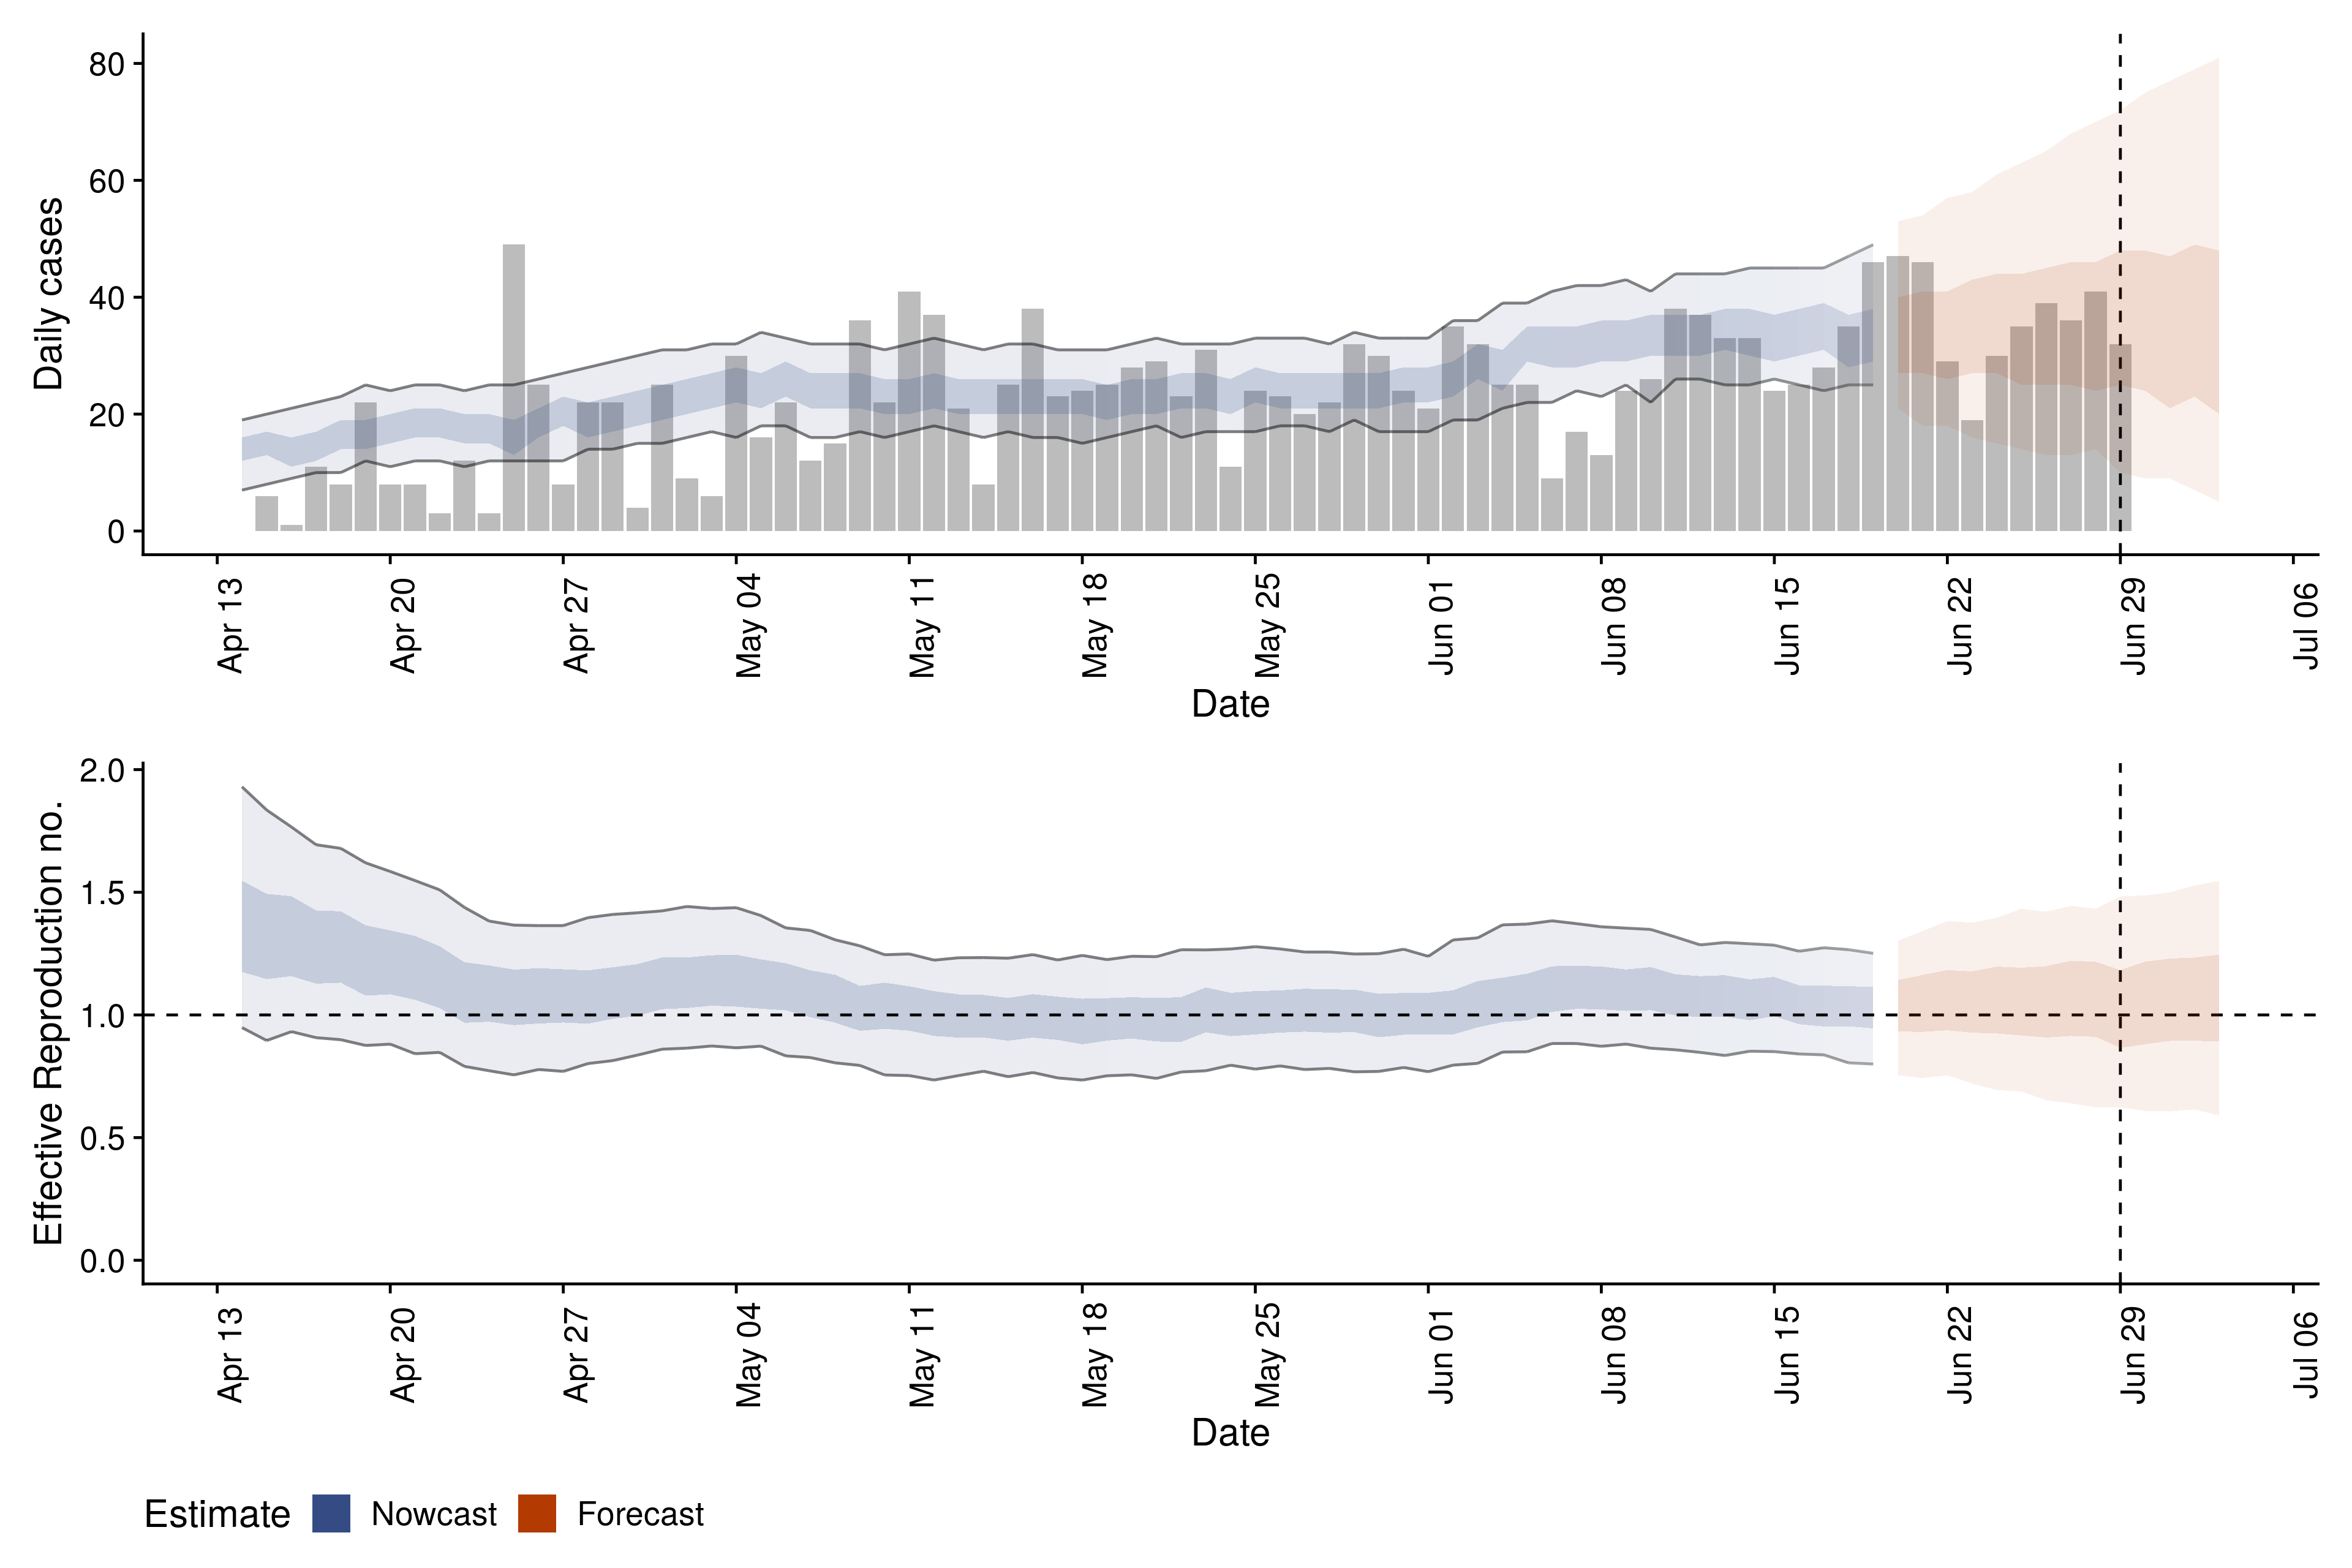 80
60
40
20
0
Daily cases
Apr 13
Apr 20
Apr 27
May 04
May 11
May 18
May 25
Jun 01
Jun 08
Jun 15
Jun 22
Jun 29
Jul 06
Date
2.0
1.5
1.0
0.5
0.0
Effective Reproduction no.
Apr 13
Apr 20
Apr 27
May 04
May 11
May 18
May 25
Jun 01
Jun 08
Jun 15
Jun 22
Jun 29
Jul 06
Date
Estimate Nowcast Forecast